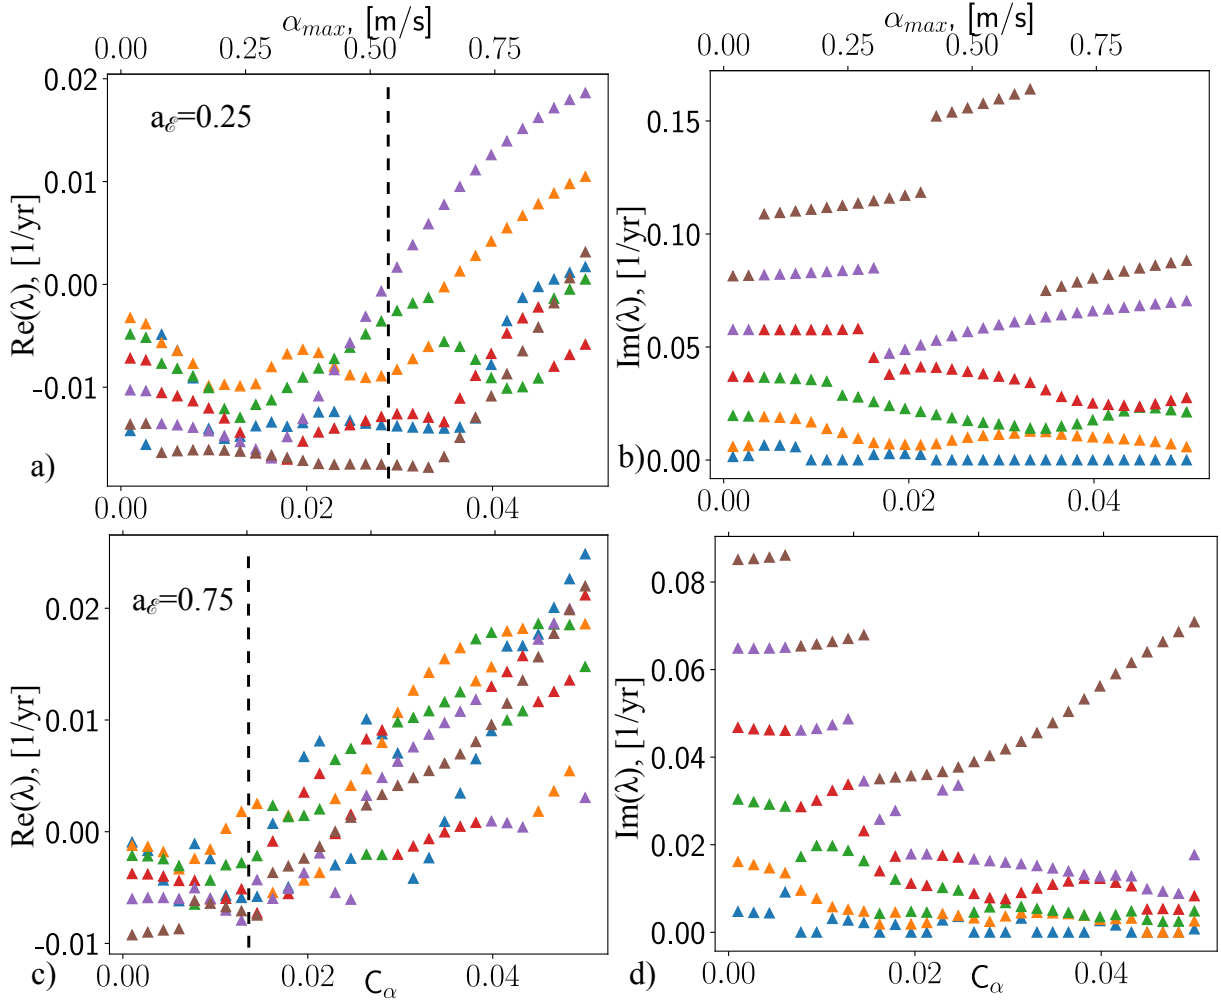 α_max, [m/s]
0.00 0.25 0.50 0.75
0.02
0.01
0.00
-0.01
Re(λ), [1/yr]
a_ℰ=0.25
a)
0.00 0.02 0.04
α_max, [m/s]
0.00 0.25 0.50 0.75
0.15
0.10
0.05
0.00
Im(λ), [1/yr]
b)
0.00 0.02 0.04
0.02
0.01
0.00
-0.01
Re(λ), [1/yr]
a_ℰ=0.75
c)
0.00 0.02 0.04
C_α
0.08
0.06
0.04
0.02
0.00
Im(λ), [1/yr]
d)
0.00 0.02 0.04
C_α